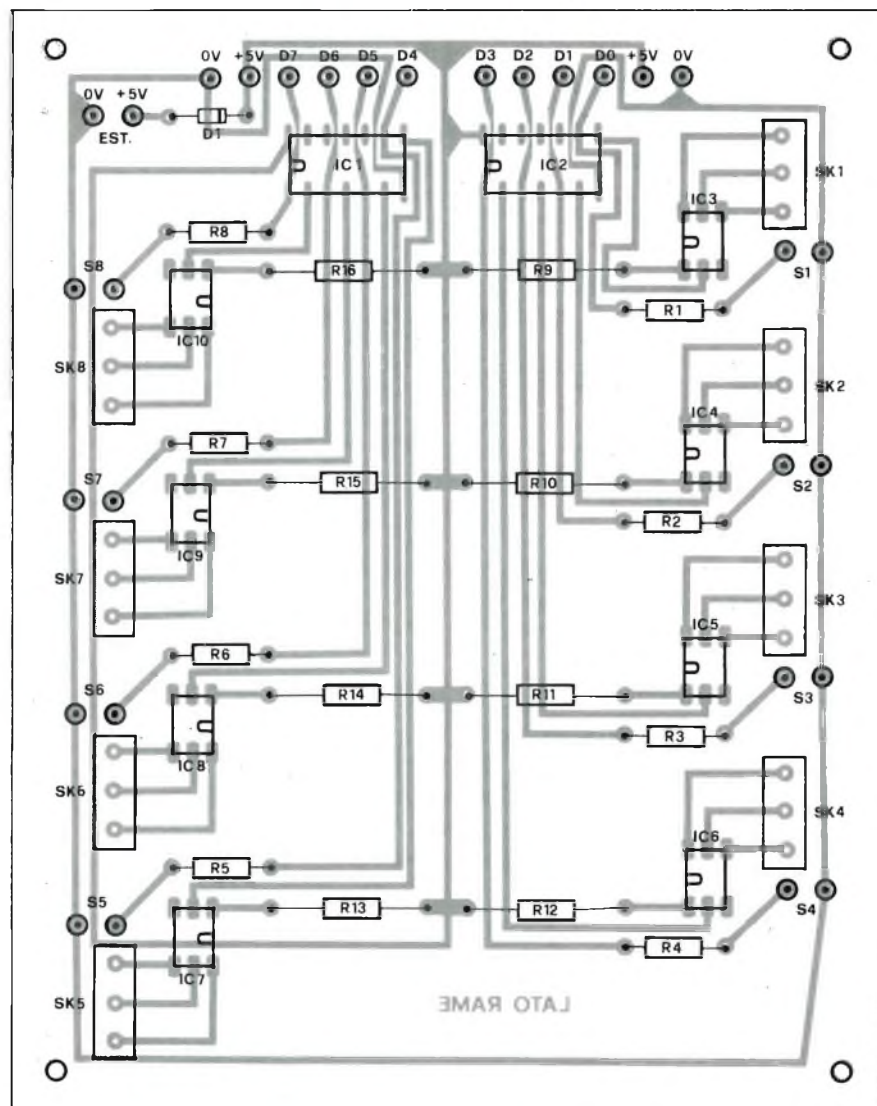 0V +5V D7 D6 D5 D4 D3 D2 D1 D0 +5V 0V
0V +5V
EST.
D1
IC1 IC2
SK1
IC3
R8
S8
R16 R9
S1
R1
IC10
SK8
SK2
IC4
R7
S7
R15 R10
S2
R2
IC9
SK7
SK3
IC5
R6
S6
R14 R11
S3
R3
IC8
SK6
SK4
IC6
R5
S5
R13 R12
S4
R4
IC7
SK5
LATO RAME